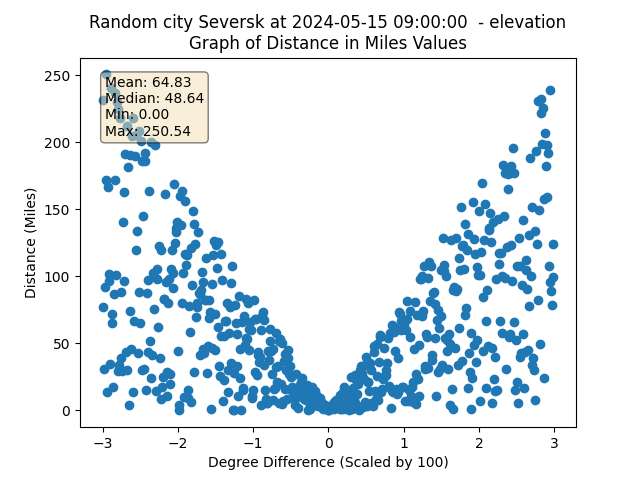 Random city Seversk at 2024-05-15 09:00:00  - elevation
Graph of Distance in Miles Values
Mean: 64.83
Median: 48.64
Min: 0.00
Max: 250.54
Distance (Miles)
250
200
150
100
50
0
−3 −2 −1 0 1 2 3
Degree Difference (Scaled by 100)